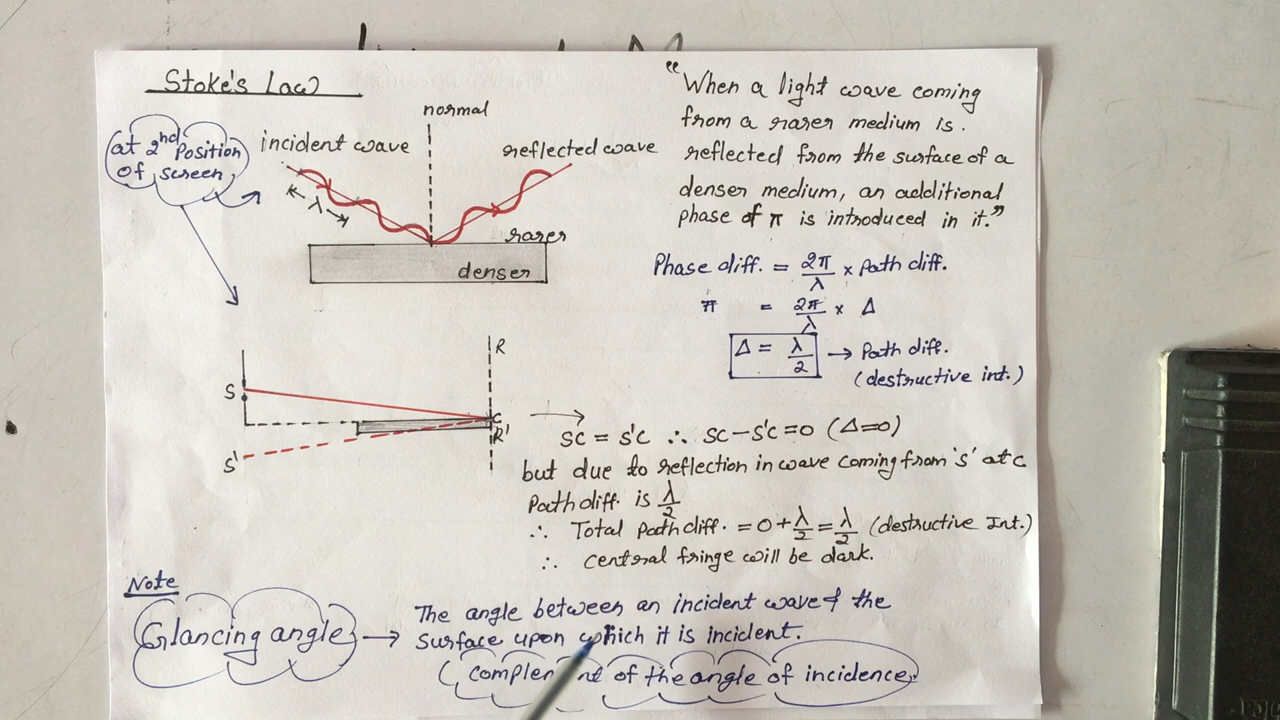 Stoke's Law
at 2nd Position
of screen
normal
incident wave
reflected wave
λ
rarer
denser
"When a light wave coming
from a rarer medium is.
reflected from the surface of a
denser medium, an additional
phase of π is introduced in it."
Phase diff. = 2π/λ × Path diff.
π = 2π/λ × Δ
Δ = λ/2 → Path diff.
(destructive int.)
R
S
C
R'
S'
SC = S'C ∴ SC-S'C=0 (Δ=0)
but due to reflection in wave coming from 's' at c
Path diff. is λ/2
∴ Total Path diff. = 0+λ/2=λ/2 (destructive Int.)
∴ central fringe will be dark.
Note
Glancing angle → The angle between an incident wave & the
surface upon which it is incident.
( of the angle of incidence)